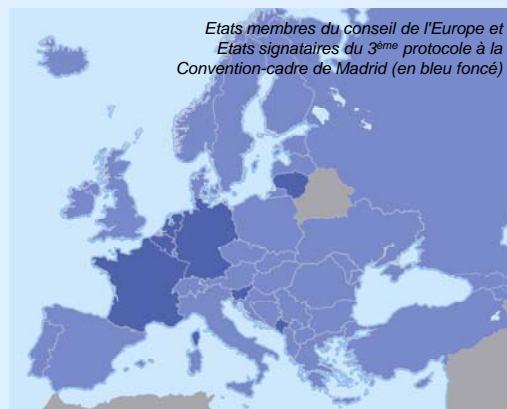 Etats membres du conseil de l'Europe et
Etats signataires du 3ème protocole à la
Convention-cadre de Madrid (en bleu foncé)